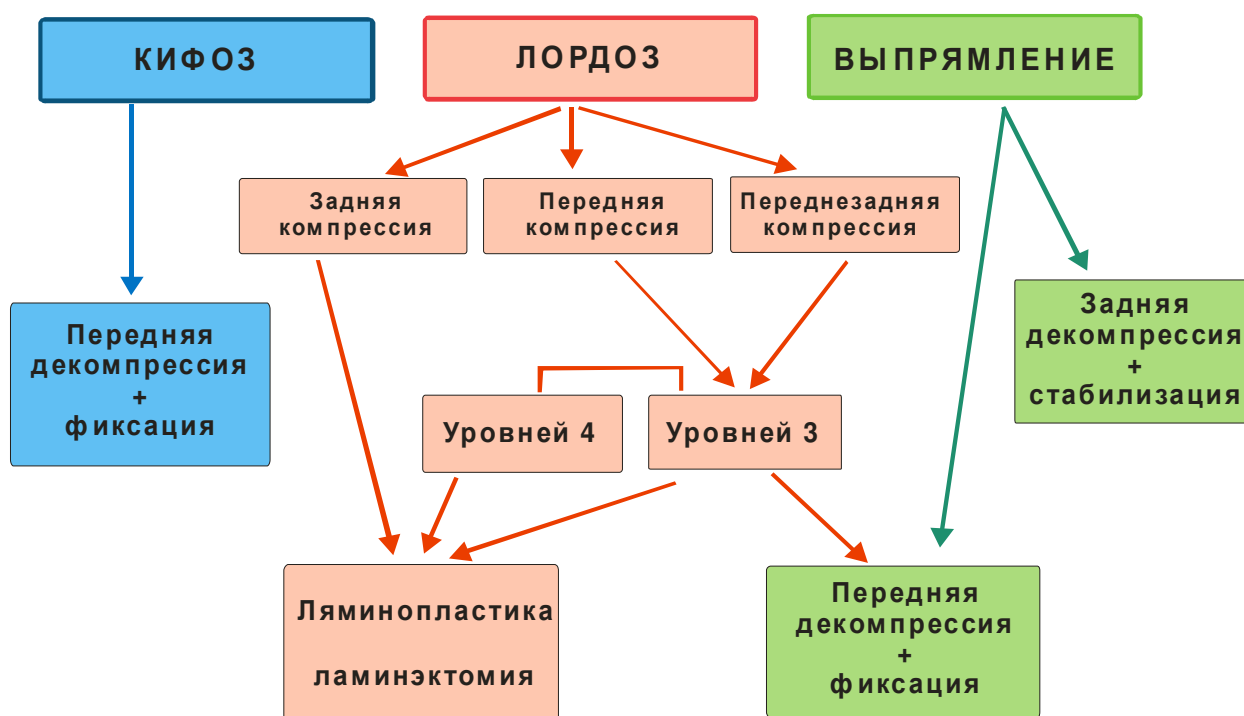 КИФОЗ
ЛОРДОЗ
ВЫПРЯМЛЕНИЕ
Задняя
компрессия
Передняя
компрессия
Переднезадняя
компрессия
Передняя
декомпрессия
+
фиксация
Задняя
декомпрессия
+
стабилизация
Уровней 4
Уровней 3
Ляминопластика
ламинэктомия
Передняя
декомпрессия
+
фиксация